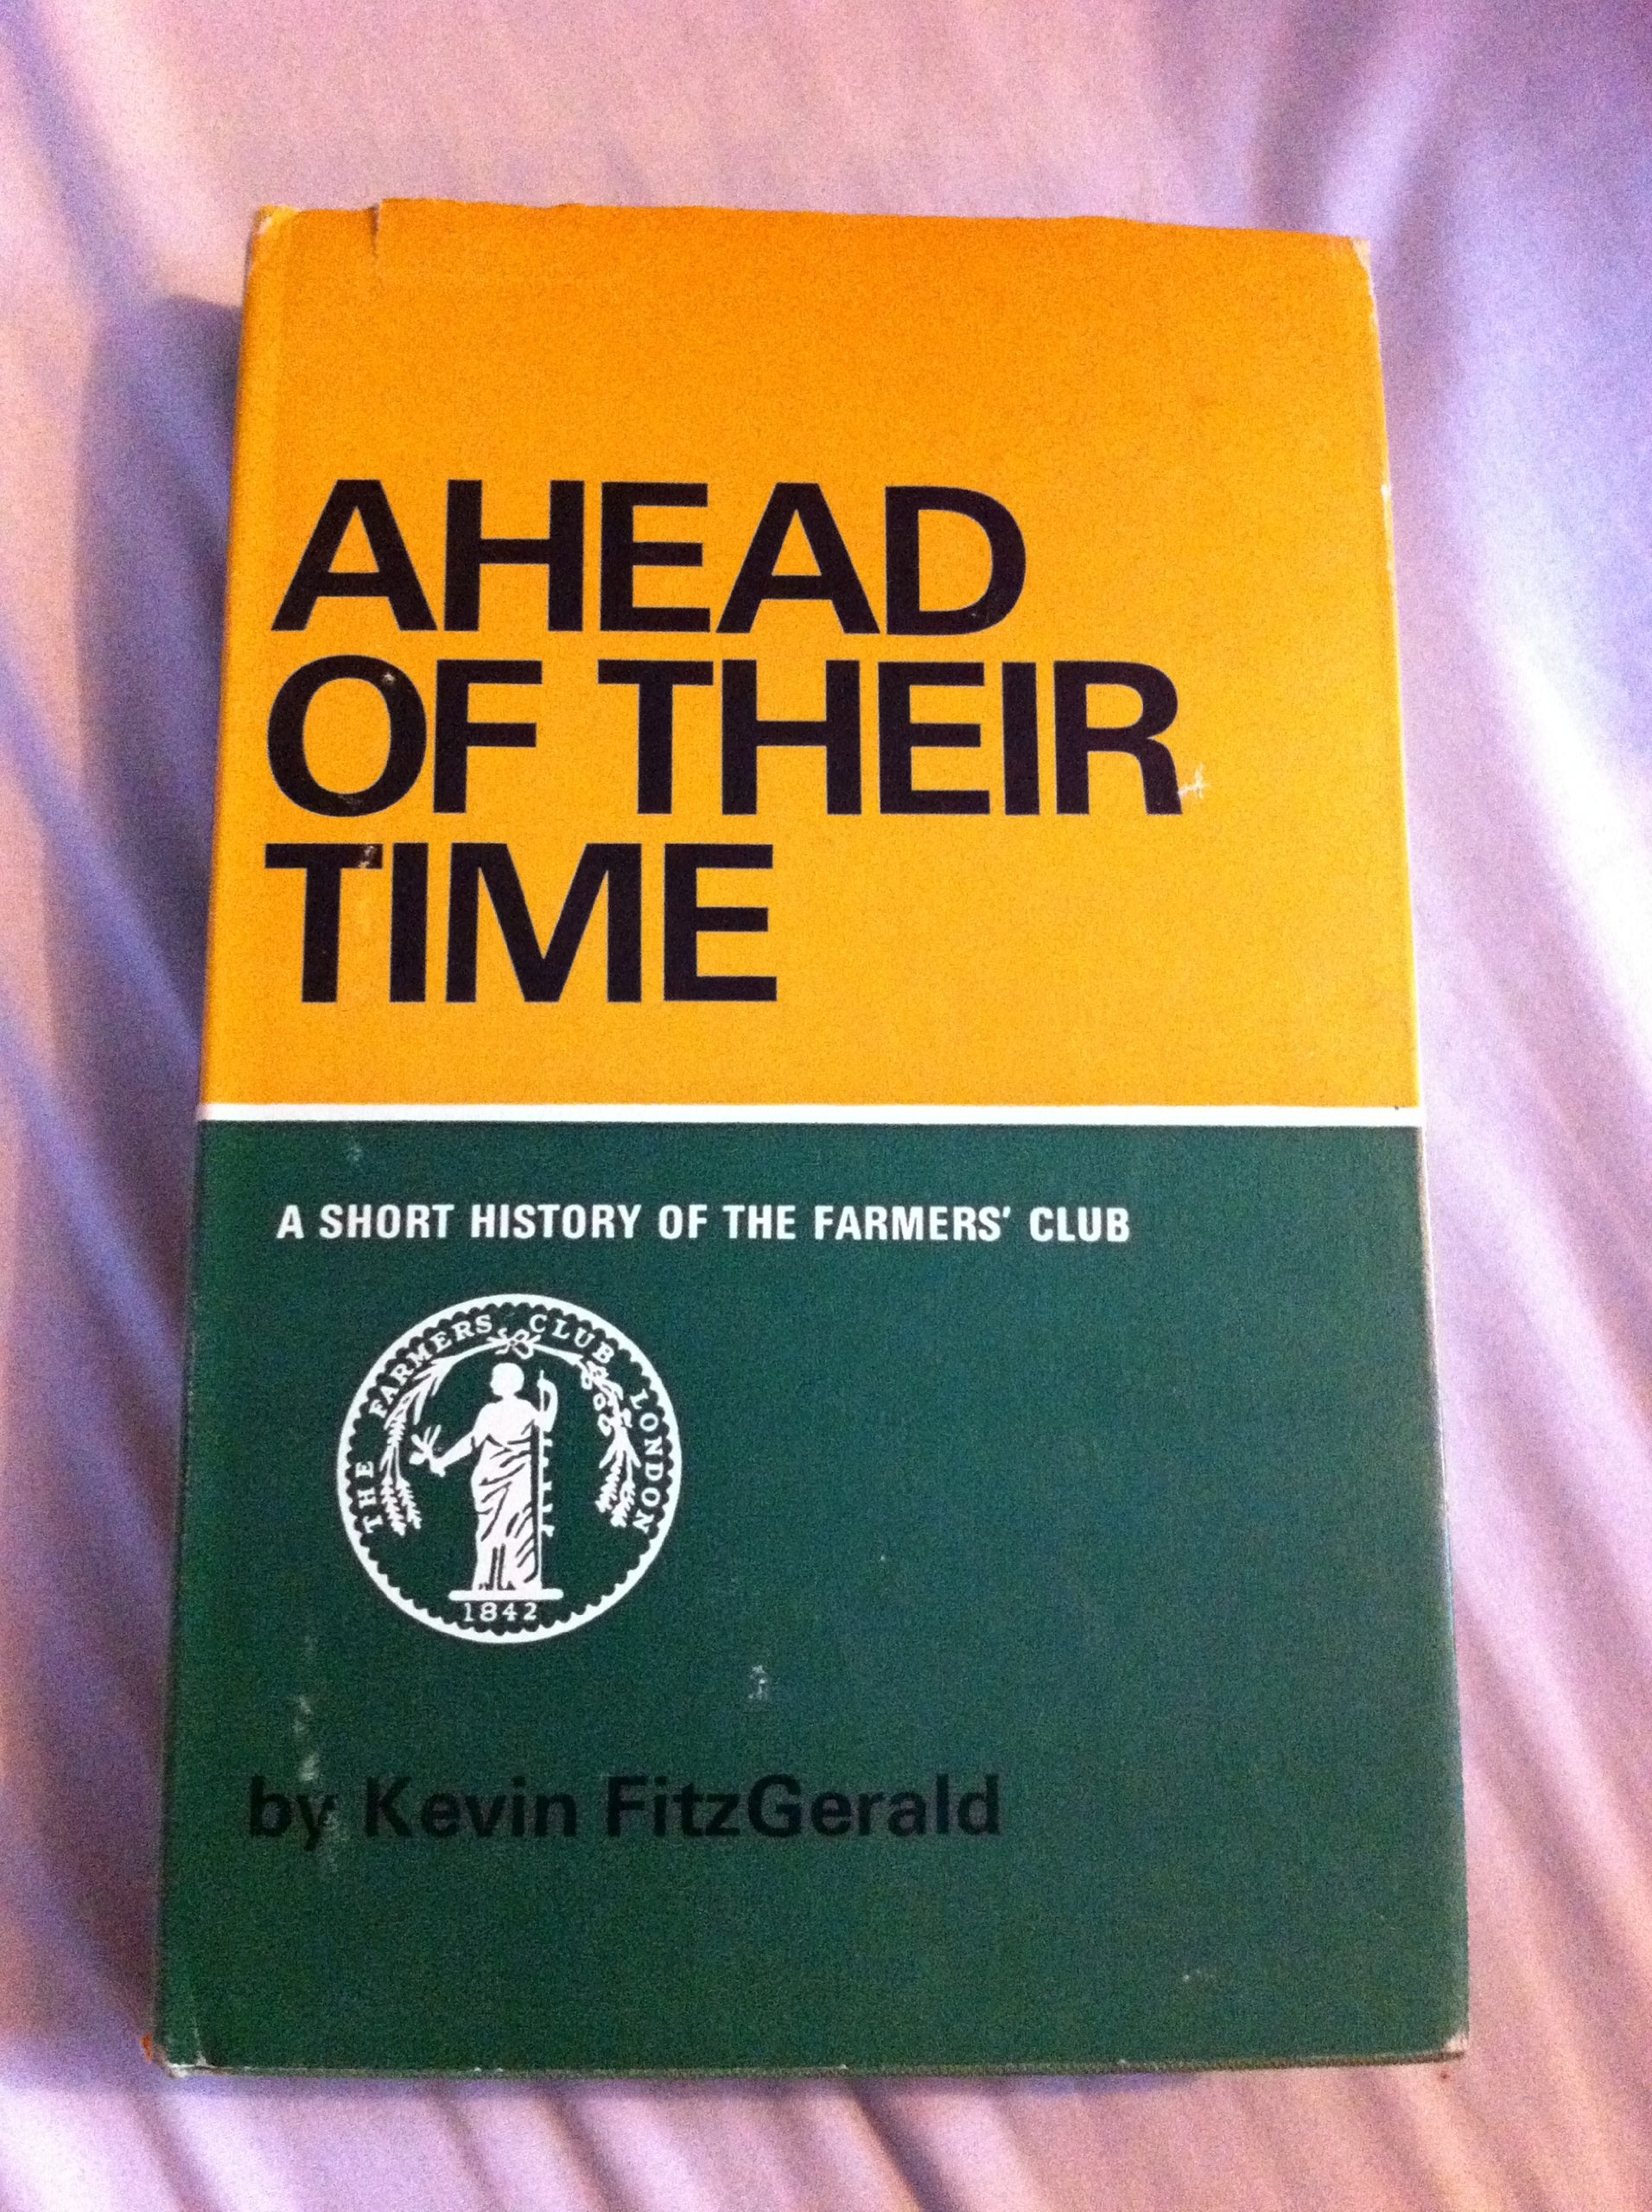 AHEAD
OF THEIR
TIME
A SHORT HISTORY OF THE FARMERS' CLUB
THE FARMERS CLUB LONDON
1842
by Kevin FitzGerald